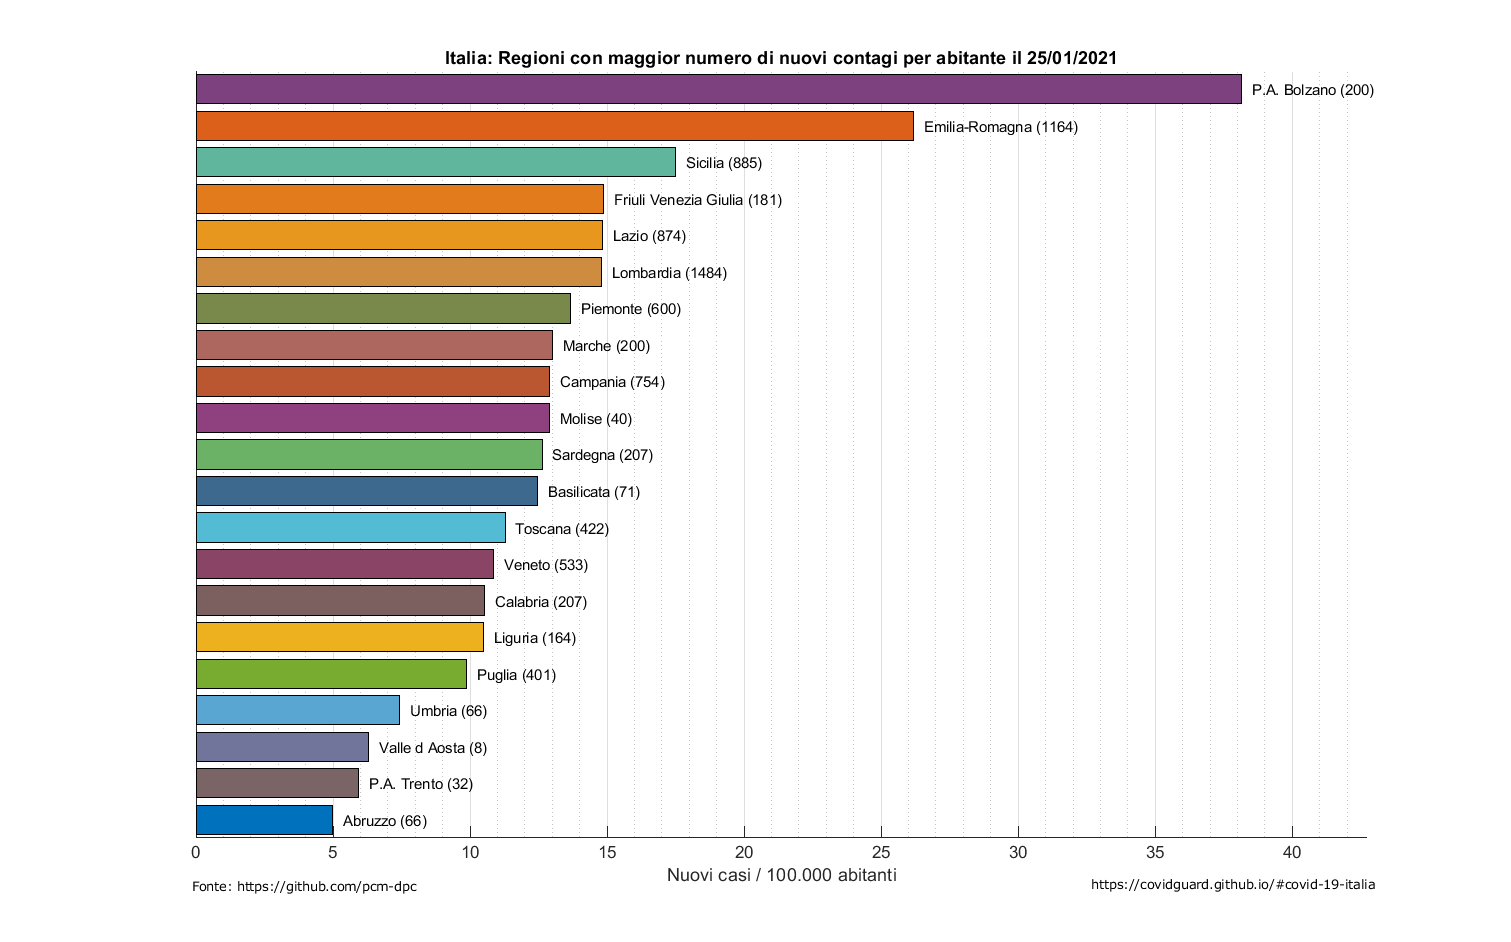 Italia: Regioni con maggior numero di nuovi contagi per abitante il 25/01/2021
P.A. Bolzano (200)
Emilia-Romagna (1164)
Sicilia (885)
Friuli Venezia Giulia (181)
Lazio (874)
Lombardia (1484)
Piemonte (600)
Marche (200)
Campania (754)
Molise (40)
Sardegna (207)
Basilicata (71)
Toscana (422)
Veneto (533)
Calabria (207)
Liguria (164)
Puglia (401)
Umbria (66)
Valle d Aosta (8)
P.A. Trento (32)
Abruzzo (66)
0 5 10 15 20 25 30 35 40
Nuovi casi / 100.000 abitanti
Fonte: https://github.com/pcm-dpc
https://covidguard.github.io/#covid-19-italia